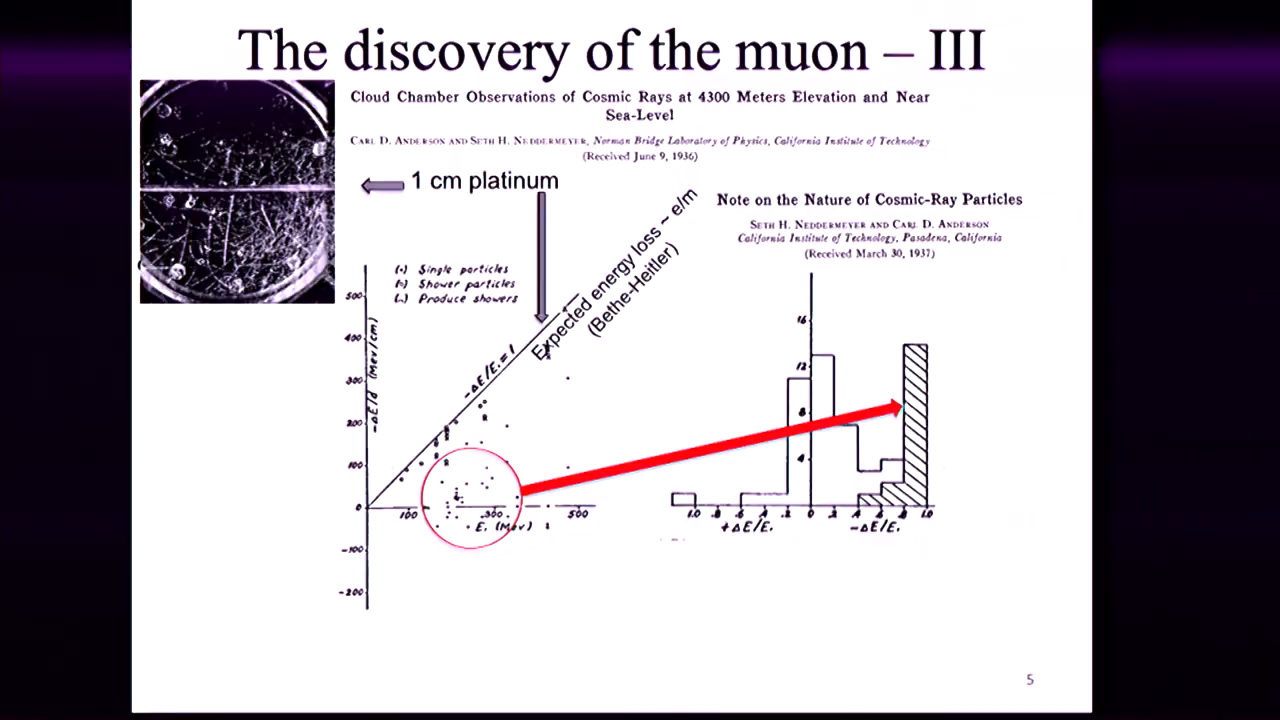 The discovery of the muon – III
Cloud Chamber Observations of Cosmic Rays at 4300 Meters Elevation and Near
Sea-Level
CARL D. ANDERSON AND SETH H. NEDDERMEYER, Norman Bridge Laboratory of Physics, California Institute of Technology
(Received June 9, 1936)
1 cm platinum
Note on the Nature of Cosmic-Ray Particles
SETH H. NEDDERMEYER AND CARL D. ANDERSON
California Institute of Technology, Pasadena, California
(Received March 30, 1937)
Expected energy loss ~ e/m
(Bethe-Heitler)
Single particles
Shower particles
Produce showers
-ΔE/E₁=1
-ΔE/d (Mev/cm)
500
400
300
200
100
0
-100
-200
100
300
500
E₁ (Mev)
16
12
8
4
1.0 .8 .6 .4 .2 0 .2 .4 .6 .8 1.0
+ΔE/E₁
-ΔE/E₁
5